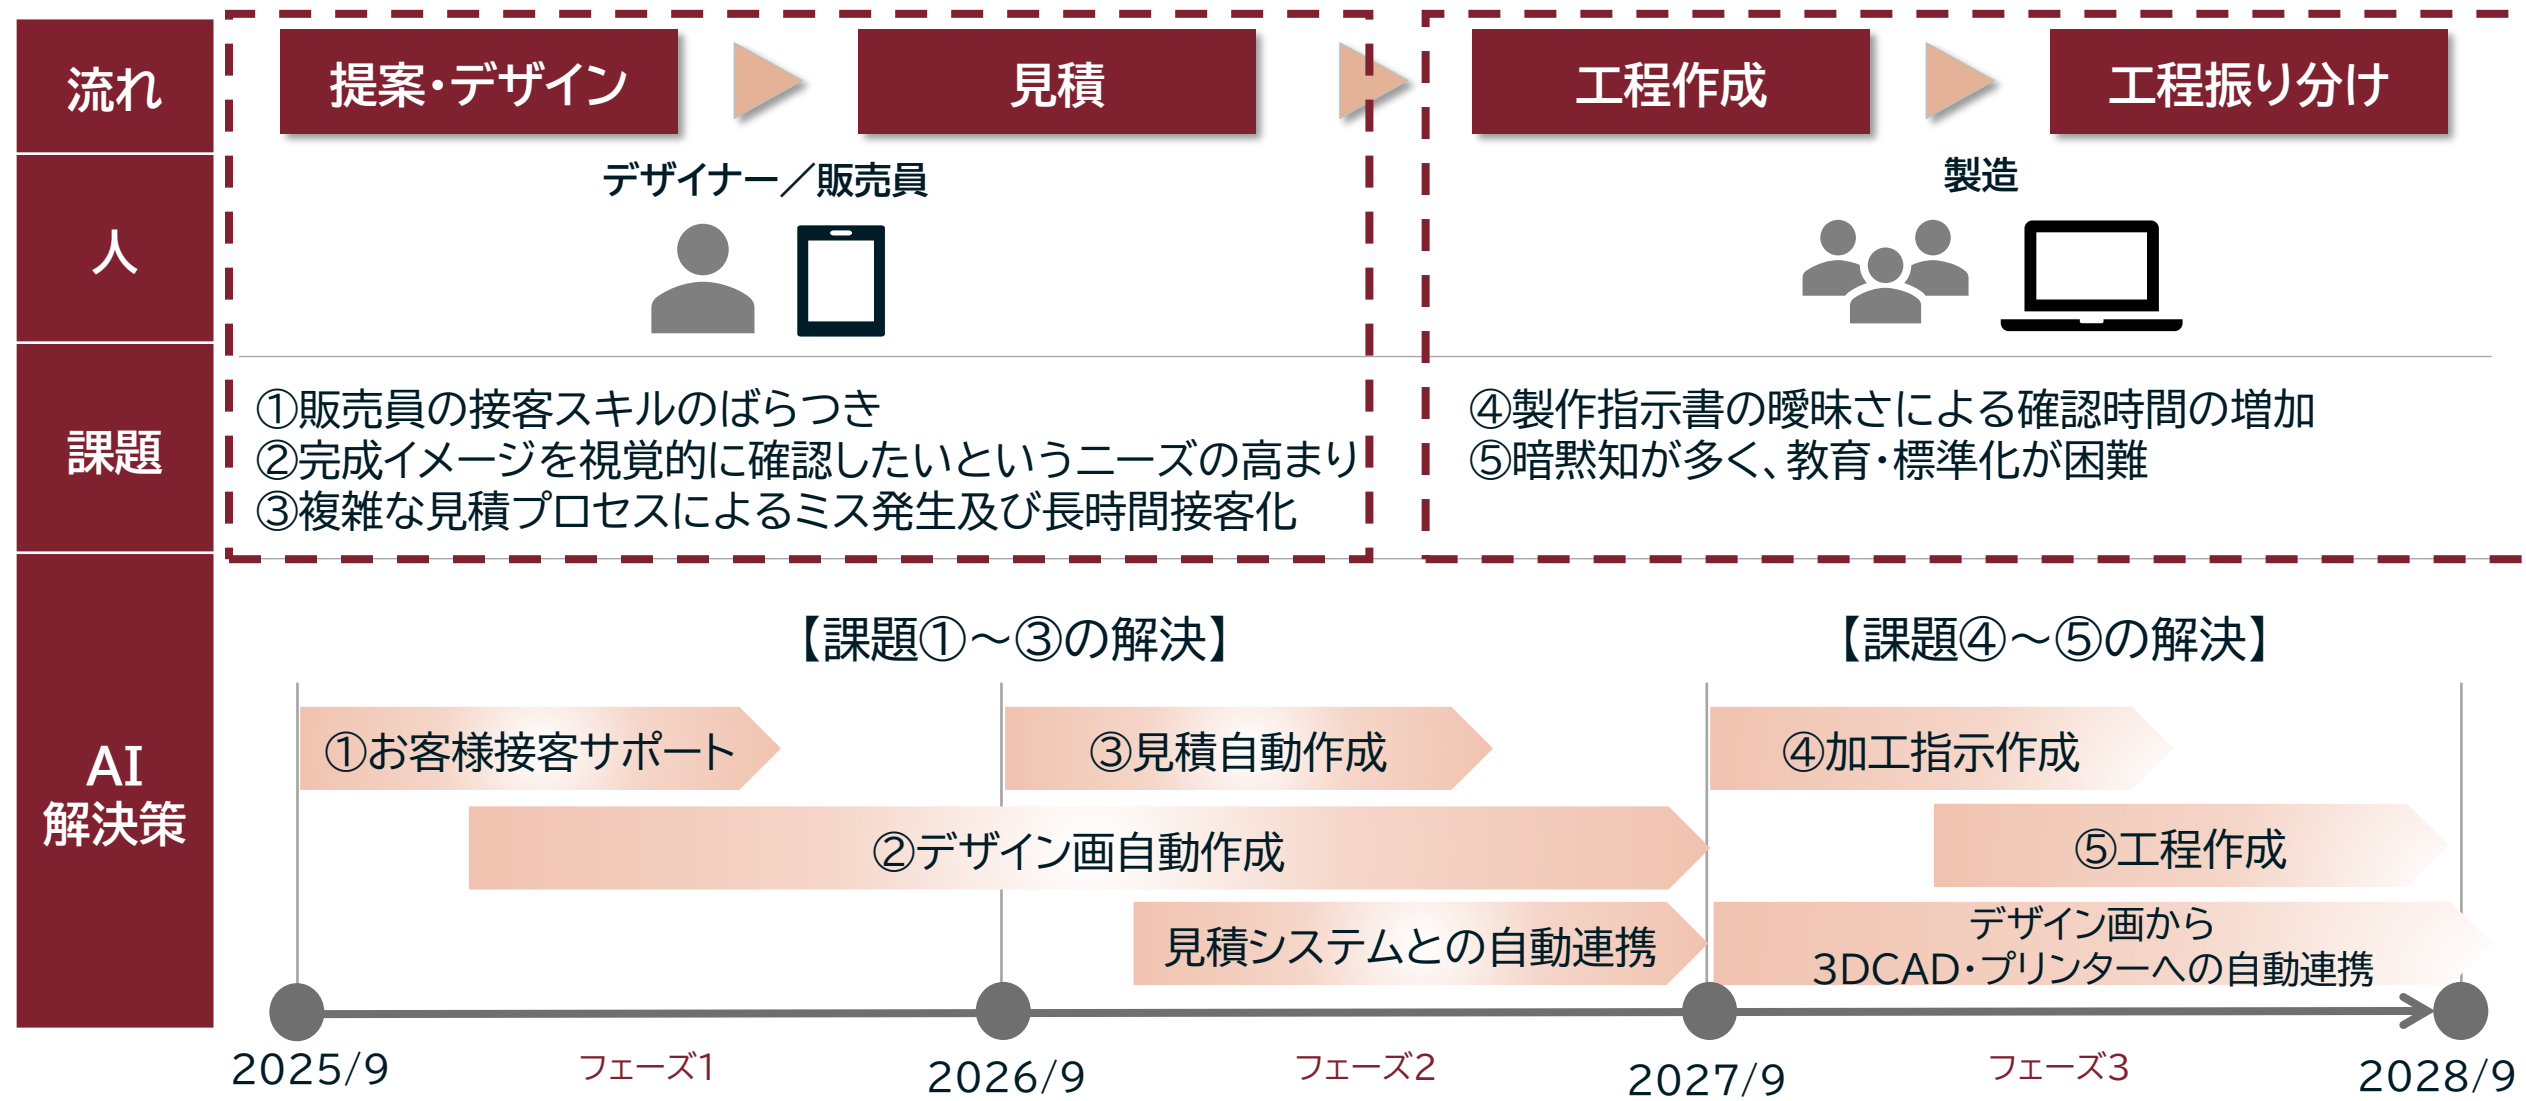 流れ
提案・デザイン
見積
工程作成
工程振り分け
人
デザイナー／販売員
製造
課題
①販売員の接客スキルのばらつき
②完成イメージを視覚的に確認したいというニーズの高まり
③複雑な見積プロセスによるミス発生及び長時間接客化
④製作指示書の曖昧さによる確認時間の増加
⑤暗黙知が多く、教育・標準化が困難
AI
解決策
【課題①～③の解決】
【課題④～⑤の解決】
①お客様接客サポート
③見積自動作成
④加工指示作成
②デザイン画自動作成
⑤工程作成
見積システムとの自動連携
デザイン画から
3DCAD・プリンターへの自動連携
2025/9
フェーズ1
2026/9
フェーズ2
2027/9
フェーズ3
2028/9